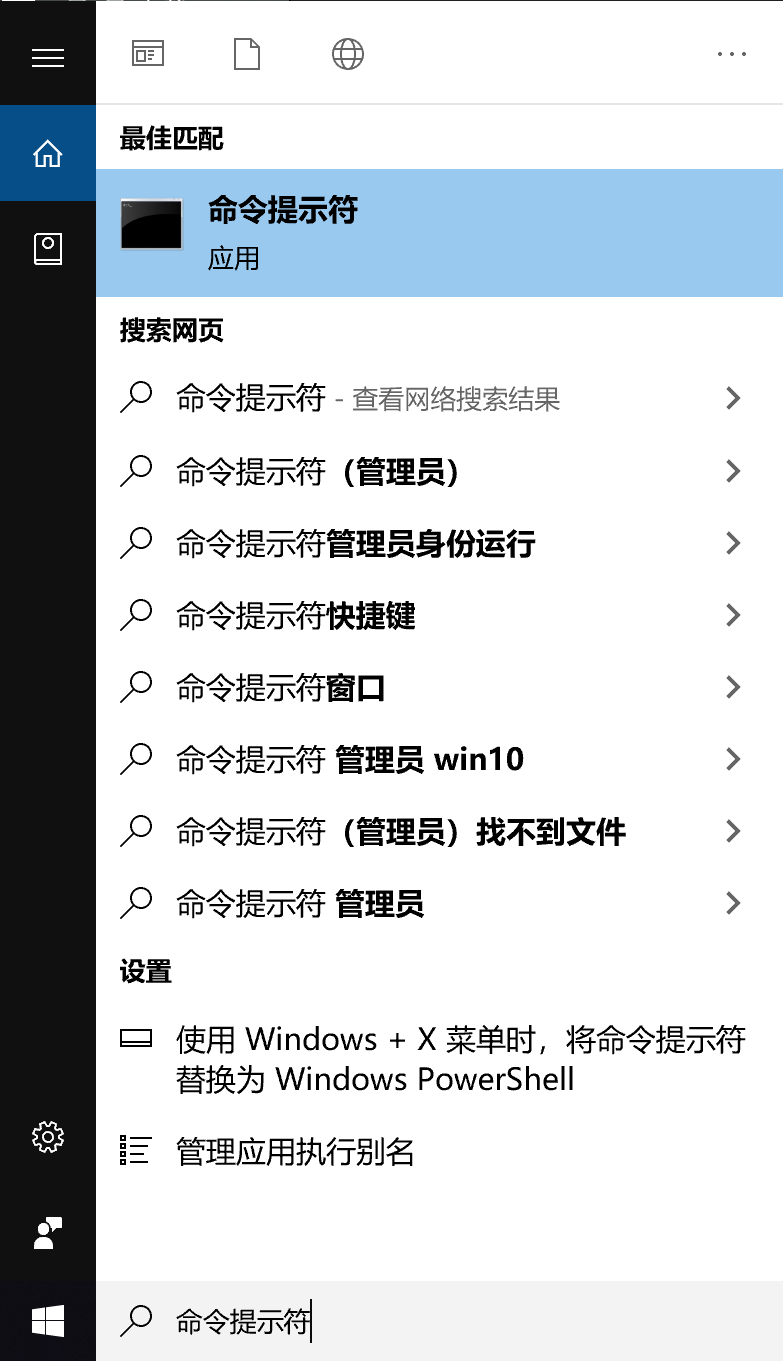 最佳匹配
命令提示符
应用
搜索网页
命令提示符 - 查看网络搜索结果
命令提示符（管理员）
命令提示符管理员身份运行
命令提示符快捷键
命令提示符窗口
命令提示符 管理员 win10
命令提示符（管理员）找不到文件
命令提示符 管理员
设置
使用 Windows + X 菜单时，将命令提示符
替换为 Windows PowerShell
管理应用执行别名
命令提示符